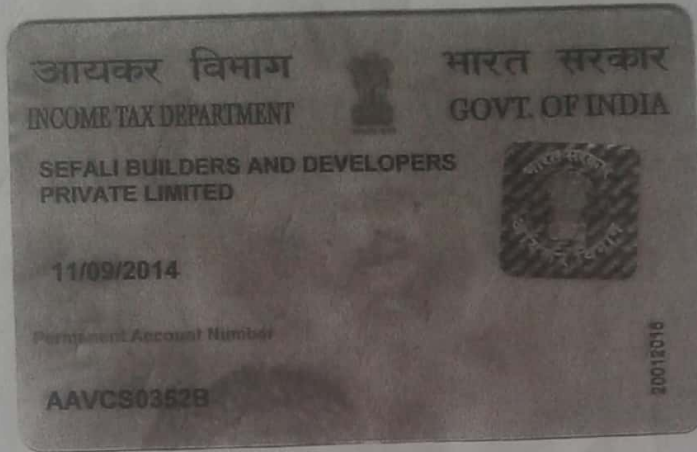 आयकर विभाग
भारत सरकार
INCOME TAX DEPARTMENT
GOVT. OF INDIA
SEFALI BUILDERS AND DEVELOPERS
PRIVATE LIMITED
11/09/2014
Permanent Account Number
AAVCS0352B
20012016